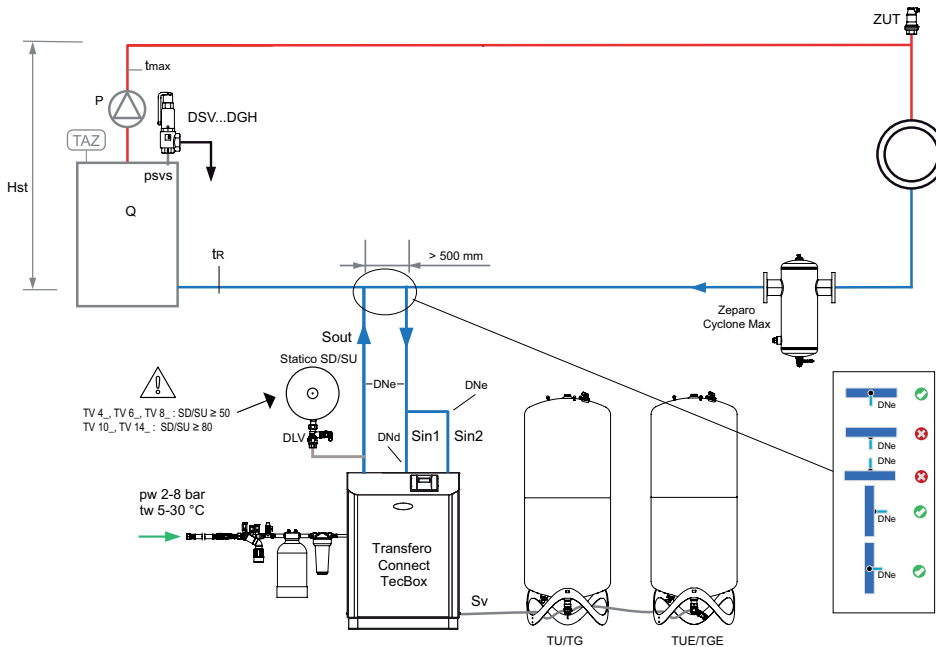 ZUT
tmax
P
DSV...DGH
TAZ
psvs
Hst
Q
tR
> 500 mm
Zeparo
Cyclone Max
Sout
Statico SD/SU
DNe
DNe
TV 4_, TV 6_, TV 8_ : SD/SU ≥ 50
TV 10_, TV 14_ : SD/SU ≥ 80
DLV
DNd
Sin1
Sin2
pw 2-8 bar
tw 5-30 °C
Transfero
Connect
TecBox
Sv
TU/TG
TUE/TGE
DNe
DNe
DNe
DNe
DNe